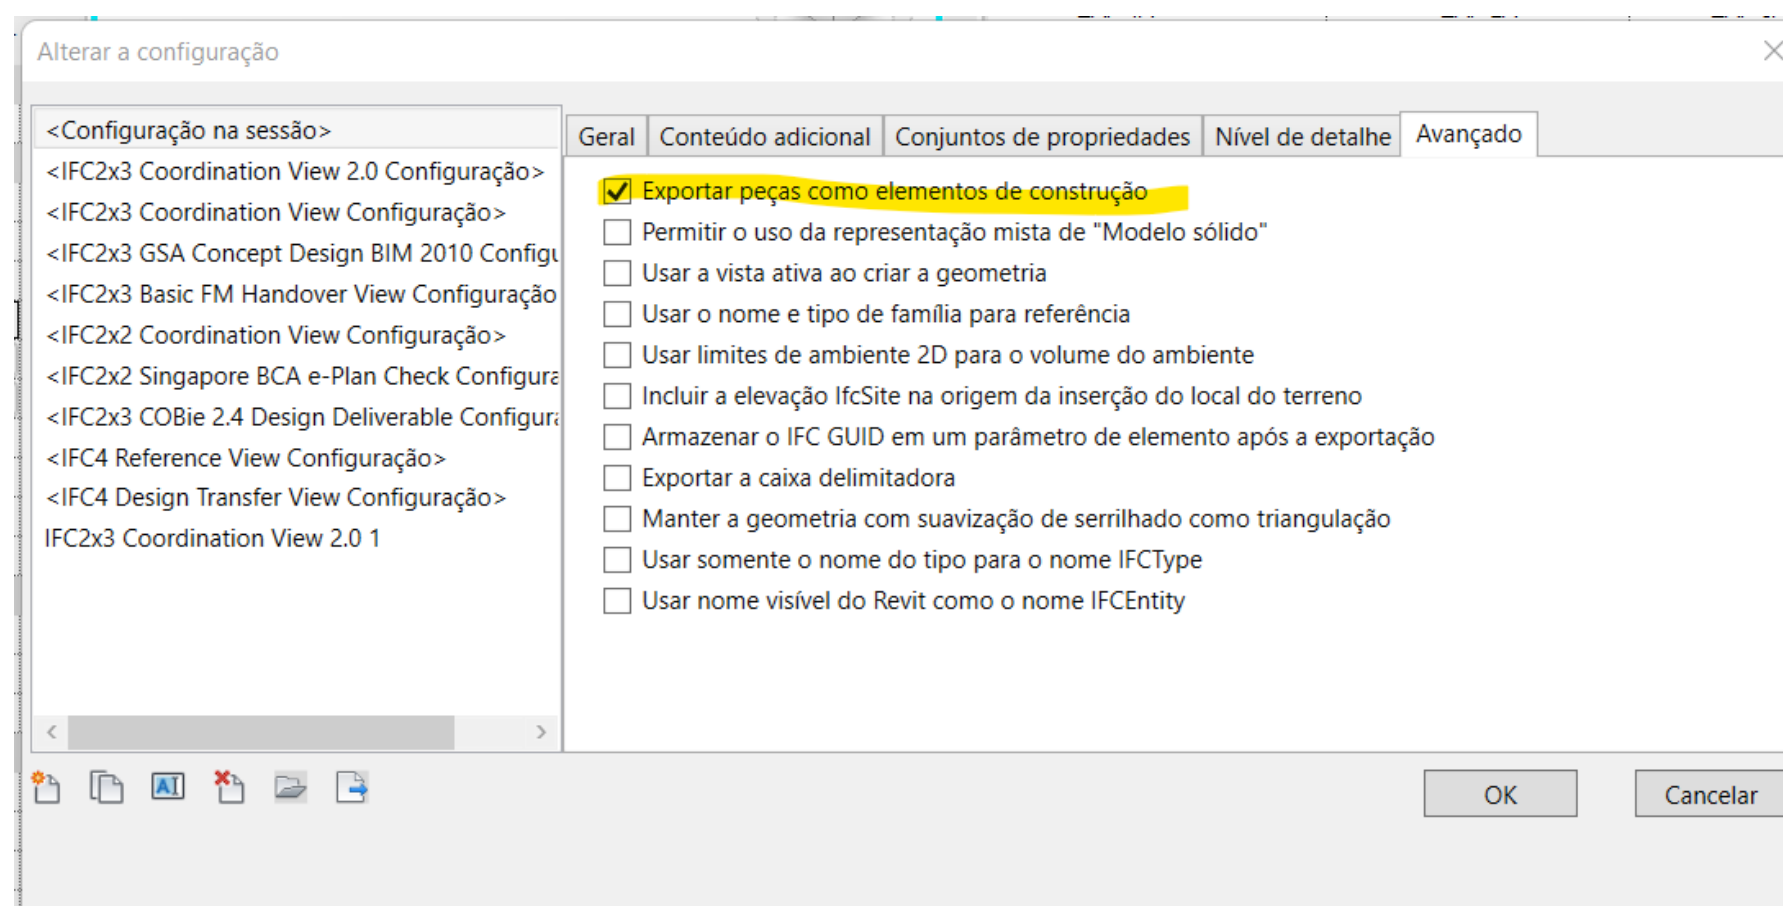 Alterar a configuração
<Configuração na sessão>
<IFC2x3 Coordination View 2.0 Configuração>
<IFC2x3 Coordination View Configuração>
<IFC2x3 GSA Concept Design BIM 2010 Configu
<IFC2x3 Basic FM Handover View Configuração
<IFC2x2 Coordination View Configuração>
<IFC2x2 Singapore BCA e-Plan Check Configura
<IFC2x3 COBie 2.4 Design Deliverable Configura
<IFC4 Reference View Configuração>
<IFC4 Design Transfer View Configuração>
IFC2x3 Coordination View 2.0 1
Geral Conteúdo adicional Conjuntos de propriedades Nível de detalhe Avançado
Exportar peças como elementos de construção
Permitir o uso da representação mista de "Modelo sólido"
Usar a vista ativa ao criar a geometria
Usar o nome e tipo de família para referência
Usar limites de ambiente 2D para o volume do ambiente
Incluir a elevação IfcSite na origem da inserção do local do terreno
Armazenar o IFC GUID em um parâmetro de elemento após a exportação
Exportar a caixa delimitadora
Manter a geometria com suavização de serrilhado como triangulação
Usar somente o nome do tipo para o nome IFCType
Usar nome visível do Revit como o nome IFCEntity
OK Cancelar